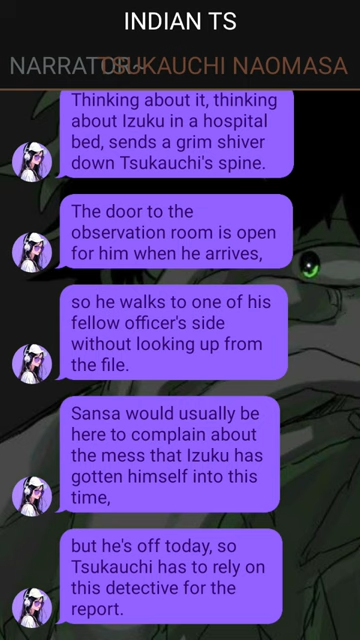 INDIAN TS
NARRATOR~
TSUKAUCHI NAOMASA
Thinking about it, thinking
about Izuku in a hospital
bed, sends a grim shiver
down Tsukauchi's spine.
The door to the
observation room is open
for him when he arrives,
so he walks to one of his
fellow officer's side
without looking up from
the file.
Sansa would usually be
here to complain about
the mess that Izuku has
gotten himself into this
time,
but he's off today, so
Tsukauchi has to rely on
this detective for the
report.